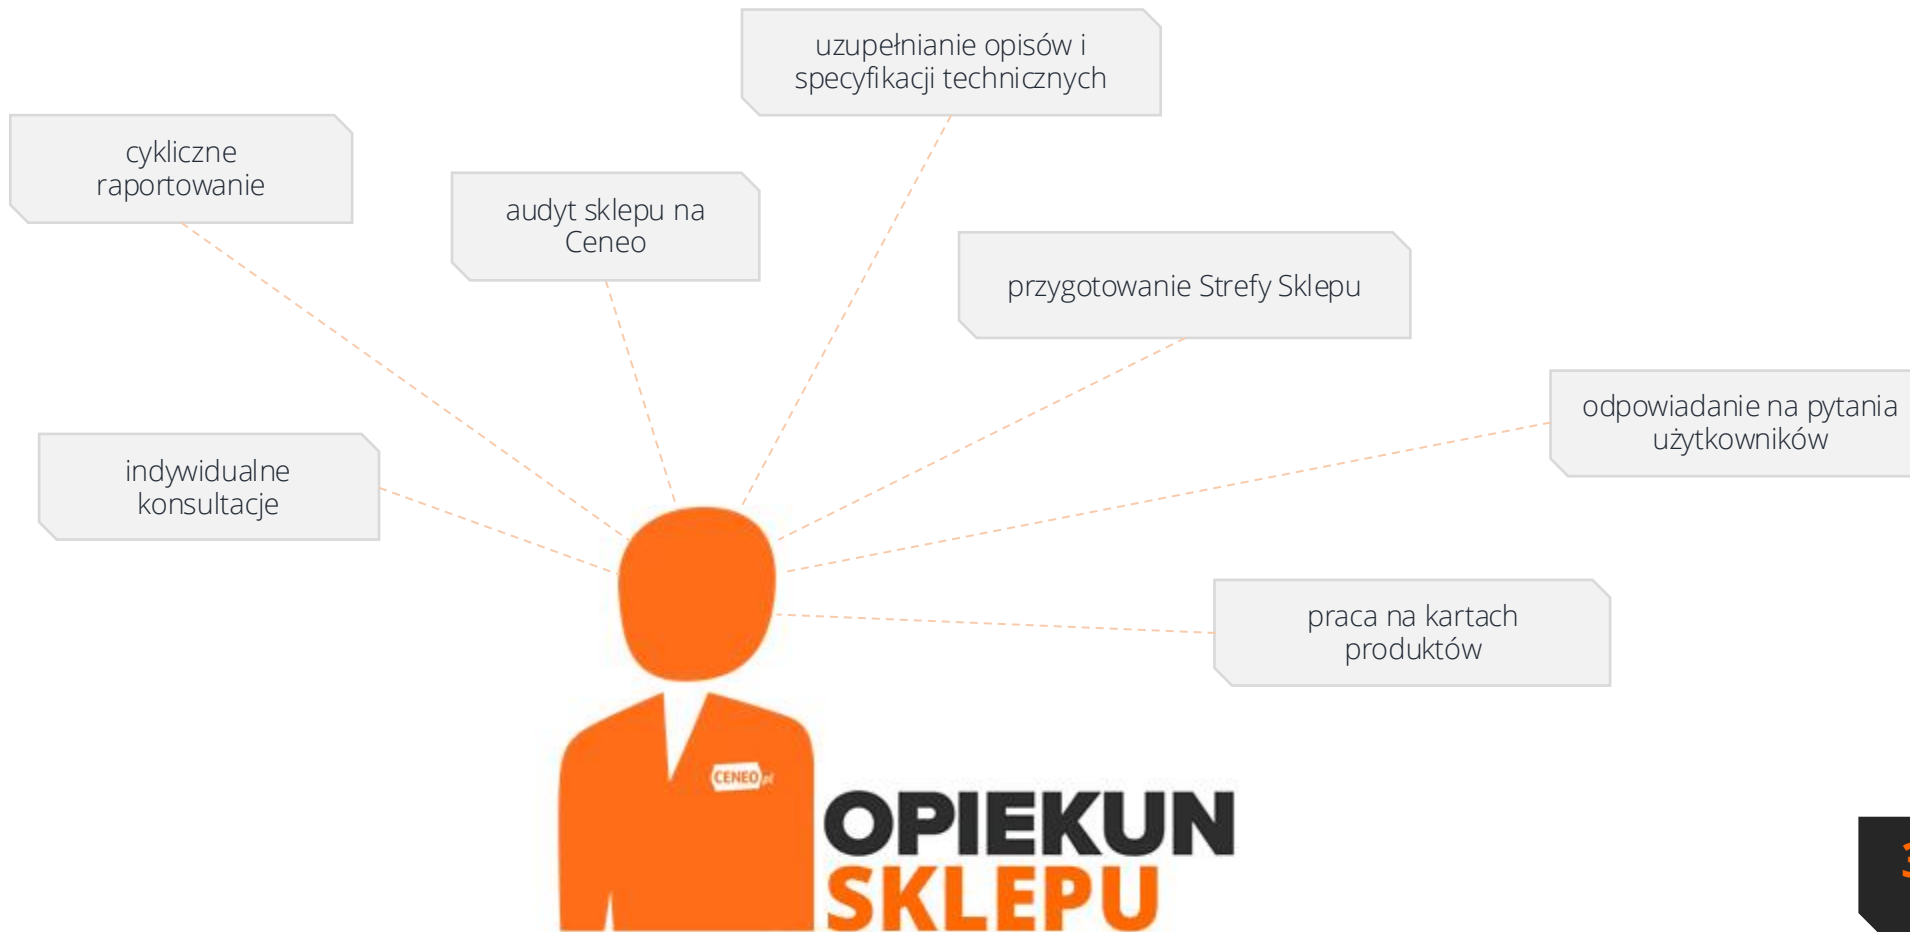 uzupełnianie opisów i
specyfikacji technicznych
cykliczne
raportowanie
audyt sklepu na
Ceneo
przygotowanie Strefy Sklepu
odpowiadanie na pytania
użytkowników
indywidualne
konsultacje
praca na kartach
produktów
CENEO.pl
OPIEKUN
SKLEPU